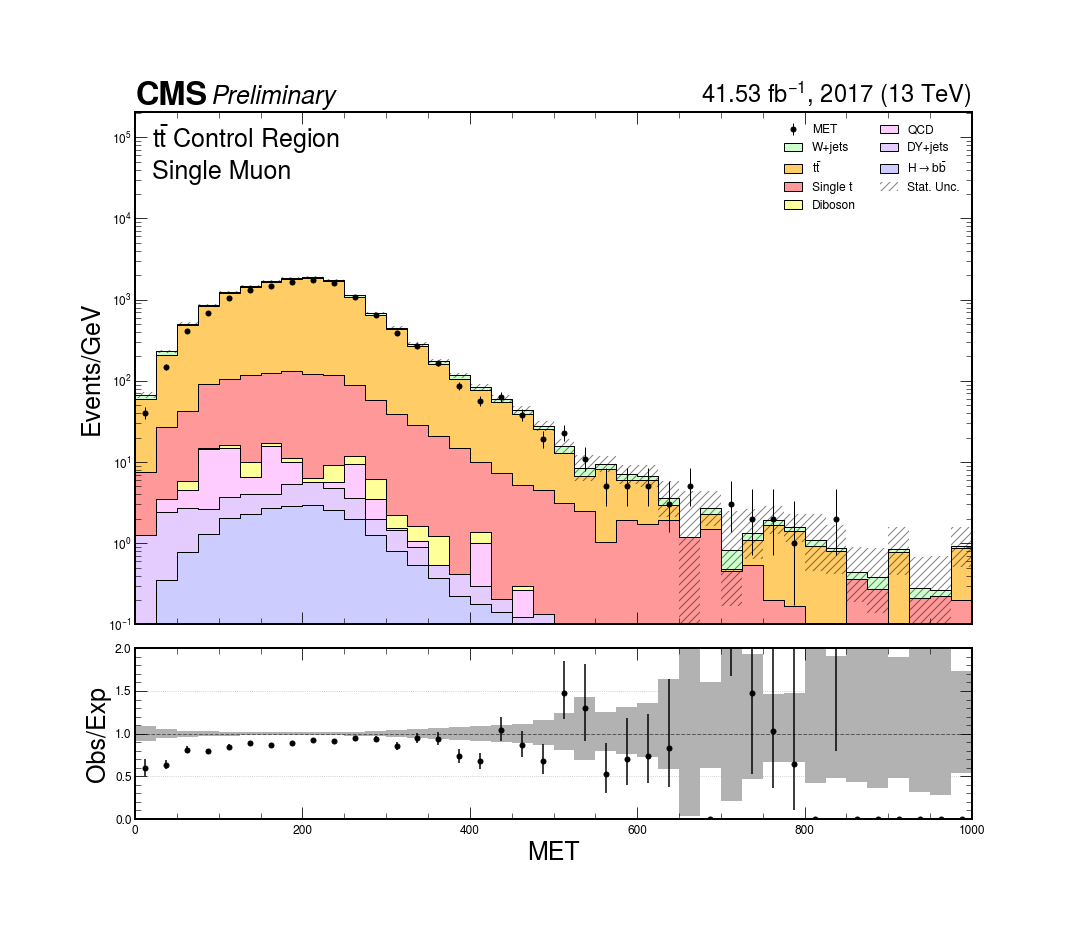 CMS Preliminary
41.53 fb⁻¹, 2017 (13 TeV)
tt̄ Control Region
Single Muon
MET
W+jets
tt̄
Single t
Diboson
QCD
DY+jets
H→bb̄
Stat. Unc.
Events/GeV
10⁵
10⁴
10³
10²
10¹
10⁰
10⁻¹
Obs/Exp
2.0
1.5
1.0
0.5
0.0
0 200 400 600 800 1000
MET